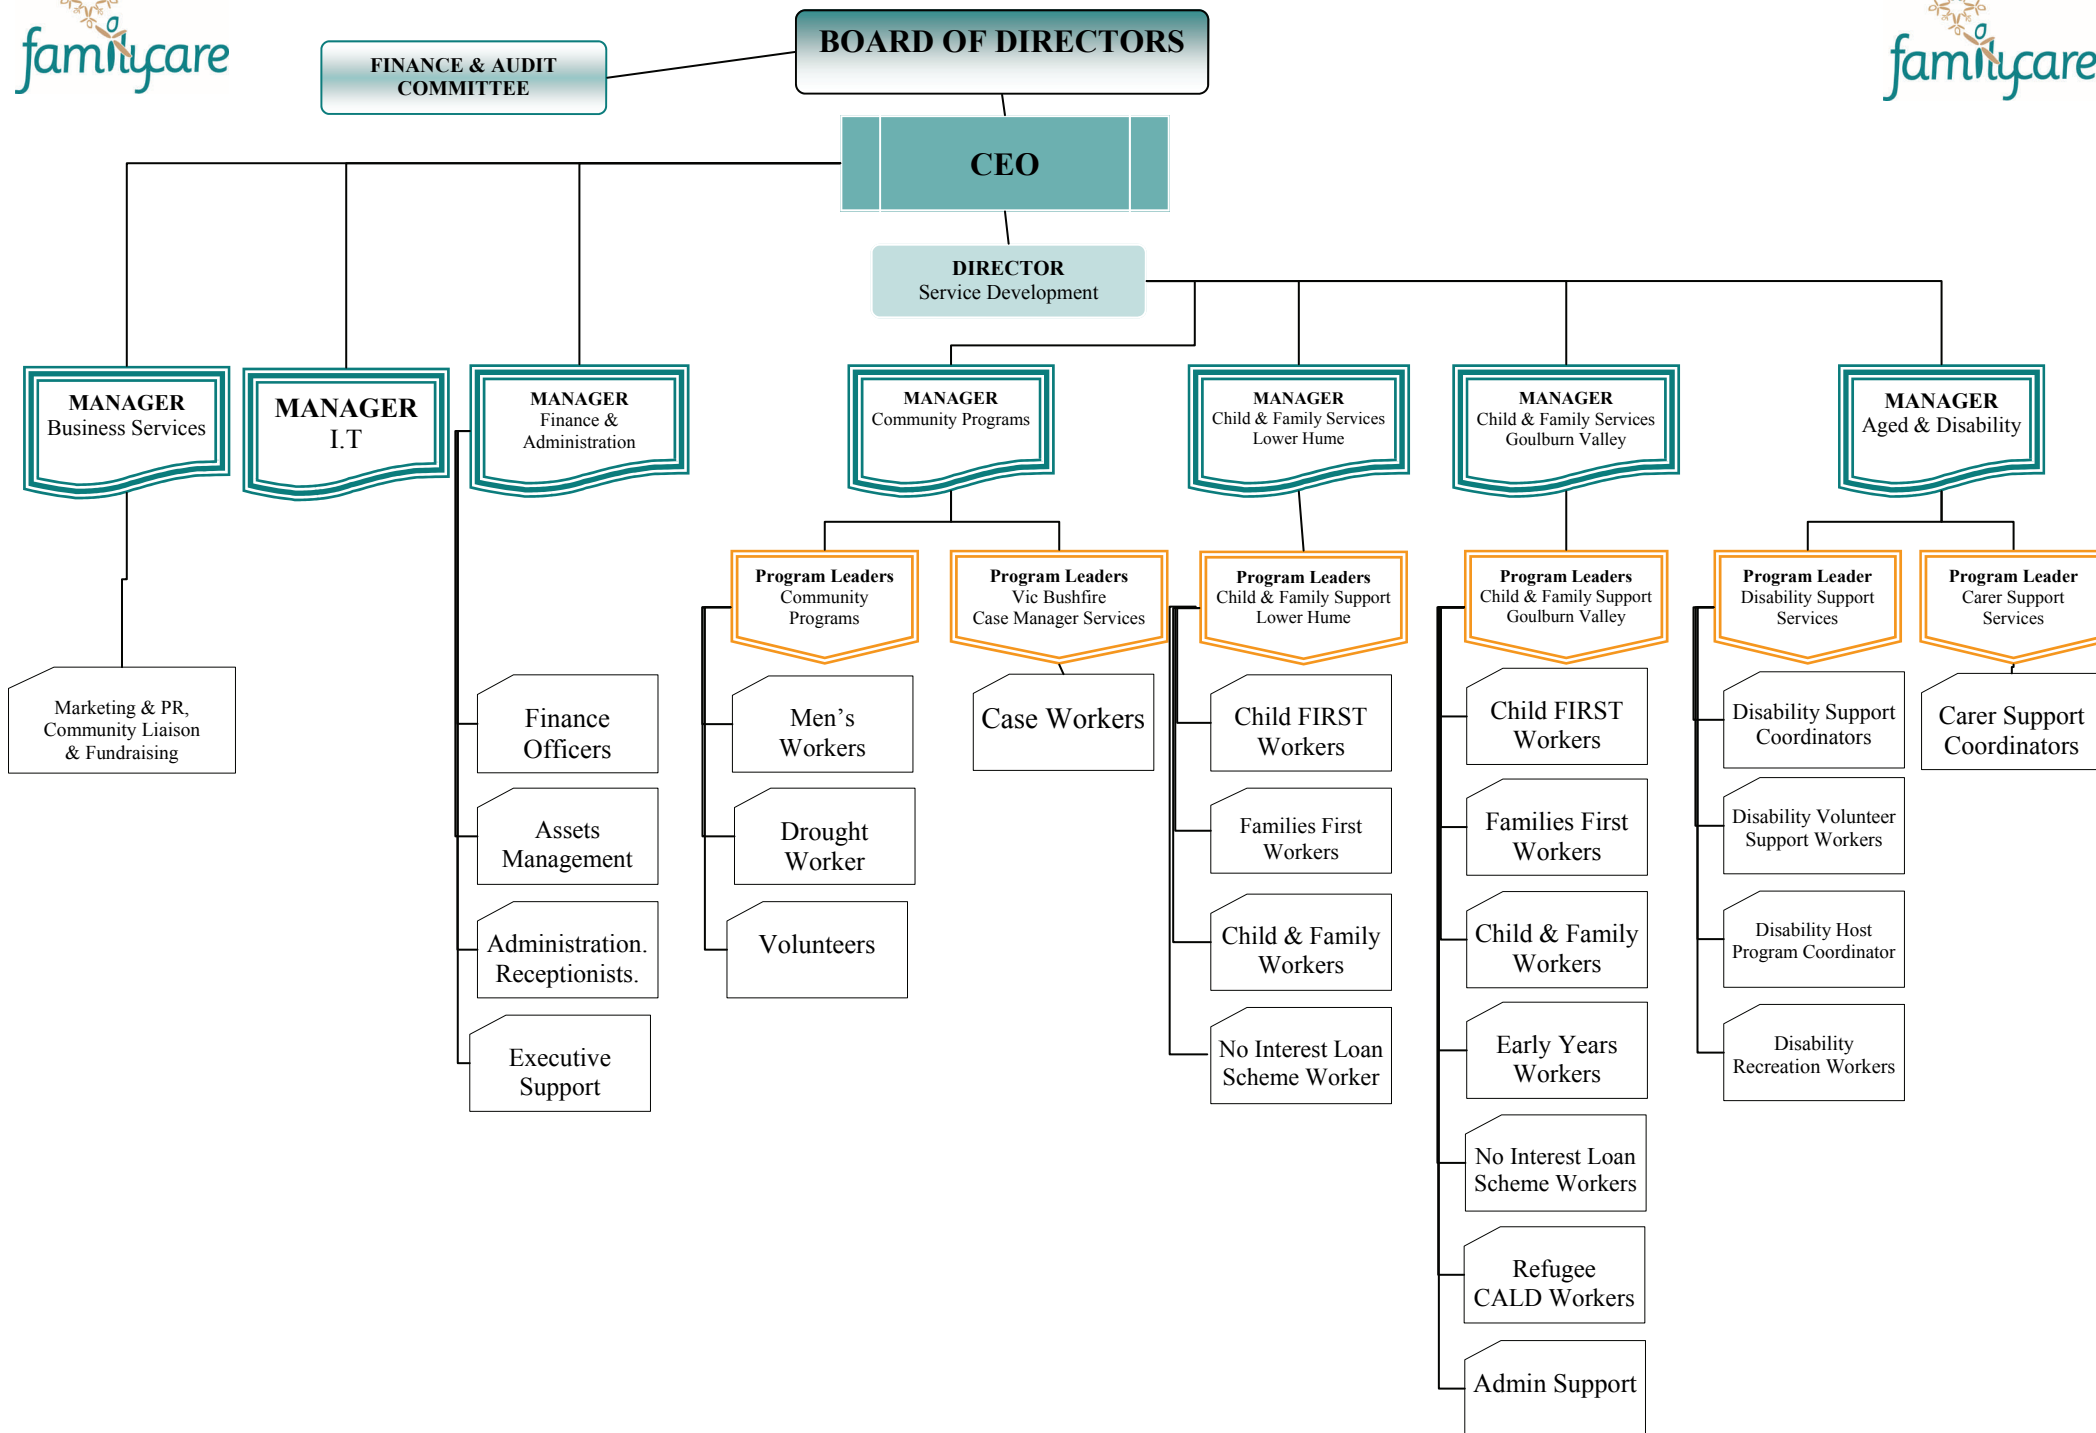 familycare
familycare
BOARD OF DIRECTORS
FINANCE & AUDIT
COMMITTEE
CEO
DIRECTOR
Service Development
MANAGER
Business Services
MANAGER
I.T
MANAGER
Finance &
Administration
MANAGER
Community Programs
MANAGER
Child & Family Services
Lower Hume
MANAGER
Child & Family Services
Goulburn Valley
MANAGER
Aged & Disability
Program Leaders
Community
Programs
Program Leaders
Vic Bushfire
Case Manager Services
Program Leaders
Child & Family Support
Lower Hume
Program Leaders
Child & Family Support
Goulburn Valley
Program Leader
Disability Support
Services
Program Leader
Carer Support
Services
Marketing & PR,
Community Liaison
& Fundraising
Finance
Officers
Assets
Management
Administration.
Receptionists.
Executive
Support
Men’s
Workers
Drought
Worker
Volunteers
Case Workers
Child FIRST
Workers
Families First
Workers
Child & Family
Workers
No Interest Loan
Scheme Worker
Child FIRST
Workers
Families First
Workers
Child & Family
Workers
Early Years
Workers
No Interest Loan
Scheme Workers
Refugee
CALD Workers
Admin Support
Disability Support
Coordinators
Disability Volunteer
Support Workers
Disability Host
Program Coordinator
Disability
Recreation Workers
Carer Support
Coordinators